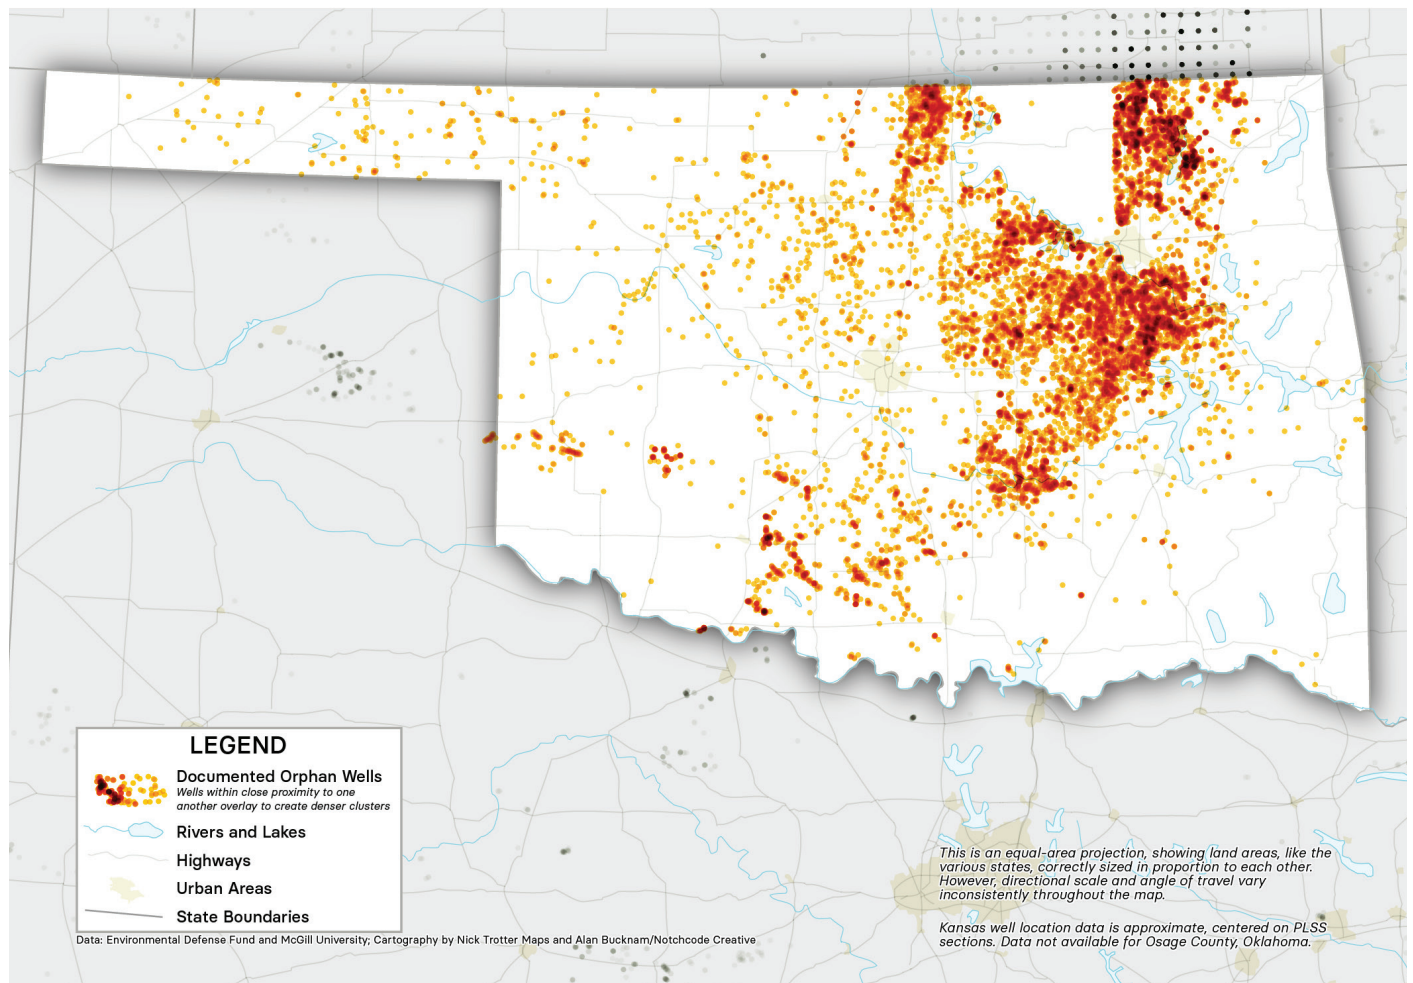 LEGEND
Documented Orphan Wells
Wells within close proximity to one
another overlay to create denser clusters
Rivers and Lakes
Highways
Urban Areas
State Boundaries
Data: Environmental Defense Fund and McGill University; Cartography by Nick Trotter Maps and Alan Bucknam/Notchcode Creative
This is an equal-area projection, showing land areas, like the
various states, correctly sized in proportion to each other.
However, directional scale and angle of travel vary
inconsistently throughout the map.
Kansas well location data is approximate, centered on PLSS
sections. Data not available for Osage County, Oklahoma.